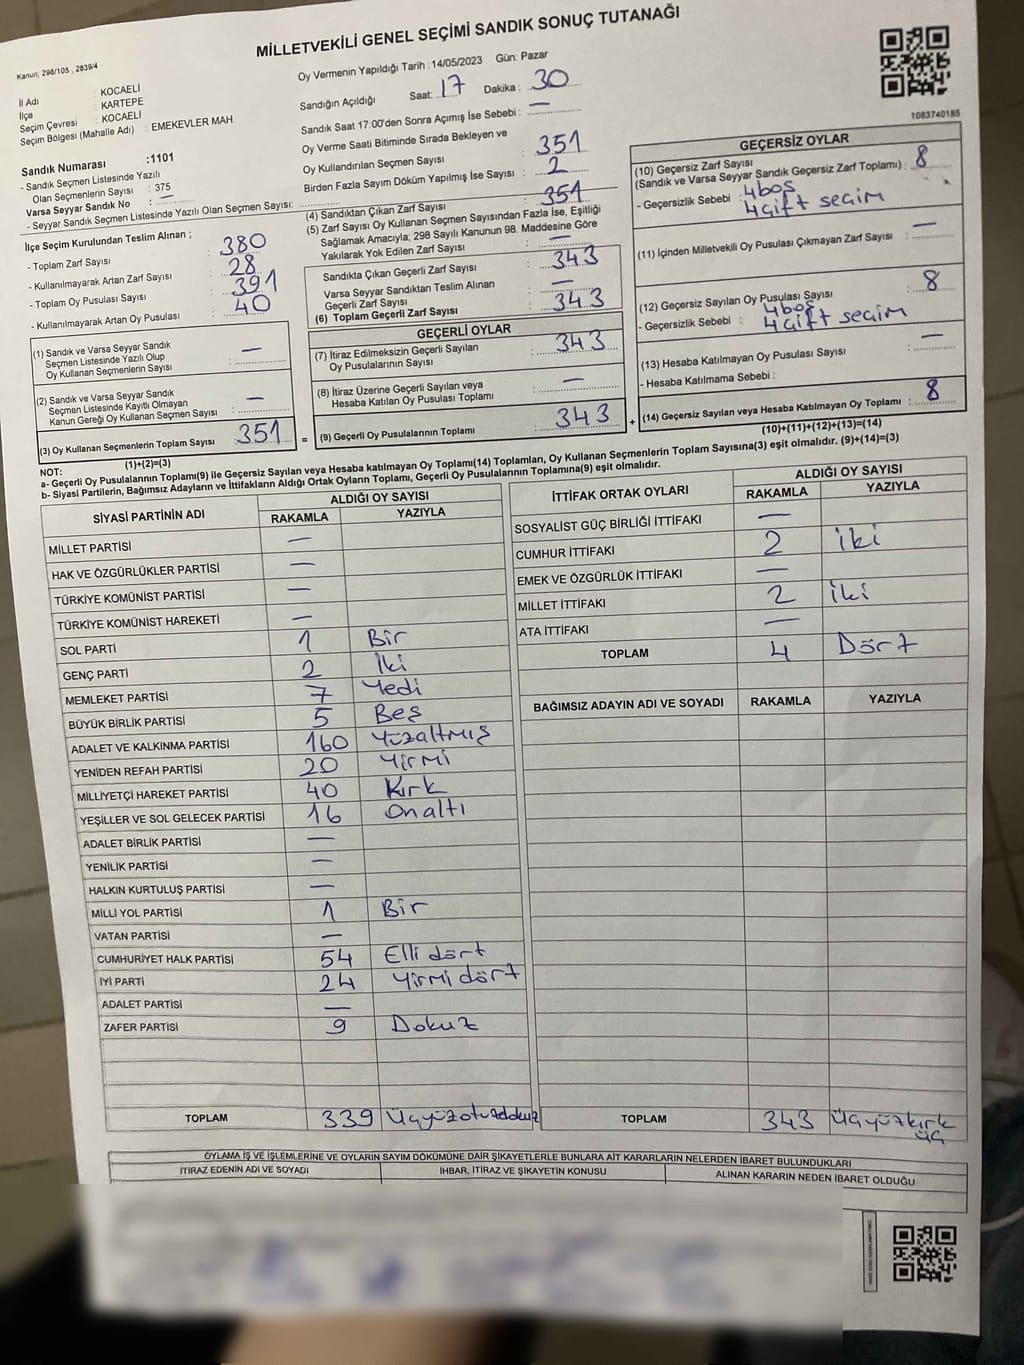 MİLLETVEKİLİ GENEL SEÇİMİ SANDIK SONUÇ TUTANAĞI
Kanun, 298/105 , 2839/4
İl Adı : KOCAELİ
İlçe : KARTEPE
Seçim Çevresi : KOCAELİ
Seçim Bölgesi (Mahalle Adı) : EMEKEVLER MAH.
Sandık Numarası :1101
- Sandık Seçmen Listesinde Yazılı
Olan Seçmenlerin Sayısı : 375
Varsa Seyyar Sandık No : —
- Seyyar Sandık Seçmen Listesinde Yazılı Olan Seçmen Sayısı:
Oy Vermenin Yapıldığı Tarih :14/05/2023 Gün: Pazar
Sandığın Açıldığı Saat: 17 Dakika : 30
Sandık Saat 17:00'den Sonra Açımış İse Sebebi : —
Oy Verme Saati Bitiminde Sırada Bekleyen ve
Oy Kullandırılan Seçmen Sayısı : 351
Birden Fazla Sayım Döküm Yapılmış İse Sayısı : 2
1083740185
İlçe Seçim Kurulundan Teslim Alınan ;
- Toplam Zarf Sayısı : 380
- Kullanılmayarak Artan Zarf Sayısı : 28
- Toplam Oy Pusulası Sayısı : 391
- Kullanılmayarak Artan Oy Pusulası : 40
(1) Sandık ve Varsa Seyyar Sandık
Seçmen Listesinde Yazılı Olup
Oy Kullanan Seçmenlerin Sayısı : —
(2) Sandık ve Varsa Seyyar Sandık
Seçmen Listesinde Kayıtlı Olmayan
Kanun Gereği Oy Kullanan Seçmen Sayısı : —
(3) Oy Kullanan Seçmenlerin Toplam Sayısı : 351
(1)+(2)=(3)
(4) Sandıktan Çıkan Zarf Sayısı : 351
(5) Zarf Sayısı Oy Kullanan Seçmen Sayısından Fazla İse, Eşitliği
Sağlamak Amacıyla; 298 Sayılı Kanunun 98. Maddesine Göre
Yakılarak Yok Edilen Zarf Sayısı : —
Sandıkta Çıkan Geçerli Zarf Sayısı : 343
Varsa Seyyar Sandıktan Teslim Alınan
Geçerli Zarf Sayısı : —
(6) Toplam Geçerli Zarf Sayısı : 343
GEÇERLİ OYLAR
(7) İtiraz Edilmeksizin Geçerli Sayılan
Oy Pusulalarının Sayısı : 343
(8) İtiraz Üzerine Geçerli Sayılan veya
Hesaba Katılan Oy Pusulası Toplamı : —
= (9) Geçerli Oy Pusulalarının Toplamı : 343 +
GEÇERSİZ OYLAR
(10) Geçersiz Zarf Sayısı
(Sandık ve Varsa Seyyar Sandık Geçersiz Zarf Toplamı) : 8
- Geçersizlik Sebebi : 4 boş
4 çift seçim
(11) İçinden Milletvekili Oy Pusulası Çıkmayan Zarf Sayısı : —
(12) Geçersiz Sayılan Oy Pusulası Sayısı : 8
- Geçersizlik Sebebi : 4 boş
4 çift seçim
(13) Hesaba Katılmayan Oy Pusulası Sayısı : —
- Hesaba Katılmama Sebebi :
(14) Geçersiz Sayılan veya Hesaba Katılmayan Oy Toplamı : 8
(10)+(11)+(12)+(13)=(14)
NOT:
a- Geçerli Oy Pusulalarının Toplamı(9) ile Geçersiz Sayılan veya Hesaba katılmayan Oy Toplamı(14) Toplamları, Oy Kullanan Seçmenlerin Toplam Sayısına(3) eşit olmalıdır. (9)+(14)=(3)
b- Siyasi Partilerin, Bağımsız Adayların ve İttifakların Aldığı Ortak Oyların Toplamı, Geçerli Oy Pusulalarının Toplamına(9) eşit olmalıdır.
SİYASİ PARTİNİN ADI ALDIĞI OY SAYISI
RAKAMLA YAZIYLA
MİLLET PARTİSİ —
HAK VE ÖZGÜRLÜKLER PARTİSİ —
TÜRKİYE KOMÜNİST PARTİSİ —
TÜRKİYE KOMÜNİST HAREKETİ —
SOL PARTİ 1 Bir
GENÇ PARTİ 2 İki
MEMLEKET PARTİSİ 7 Yedi
BÜYÜK BİRLİK PARTİSİ 5 Beş
ADALET VE KALKINMA PARTİSİ 160 Yüzaltmış
YENİDEN REFAH PARTİSİ 20 Yirmi
MİLLİYETÇİ HAREKET PARTİSİ 40 Kırk
YEŞİLLER VE SOL GELECEK PARTİSİ 16 Onaltı
ADALET BİRLİK PARTİSİ —
YENİLİK PARTİSİ —
HALKIN KURTULUŞ PARTİSİ —
MİLLİ YOL PARTİSİ 1 Bir
VATAN PARTİSİ —
CUMHURİYET HALK PARTİSİ 54 Elli dört
İYİ PARTİ 24 Yirmi dört
ADALET PARTİSİ —
ZAFER PARTİSİ 9 Dokuz
TOPLAM 339 Üçyüzotuzdokuz
İTTİFAK ORTAK OYLARI ALDIĞI OY SAYISI
RAKAMLA YAZIYLA
SOSYALİST GÜÇ BİRLİĞİ İTTİFAKI —
CUMHUR İTTİFAKI 2 İki
EMEK VE ÖZGÜRLÜK İTTİFAKI —
MİLLET İTTİFAKI 2 İki
ATA İTTİFAKI —
TOPLAM 4 Dört
BAĞIMSIZ ADAYIN ADI VE SOYADI RAKAMLA YAZIYLA
TOPLAM 343 Üçyüzkırk
üç
OYLAMA İŞ VE İŞLEMLERİNE VE OYLARIN SAYIM DÖKÜMÜNE DAİR ŞİKAYETLERLE BUNLARA AİT KARARLARIN NELERDEN İBARET BULUNDUKLARI
İTİRAZ EDENİN ADI VE SOYADI İHBAR, İTİRAZ VE ŞİKAYETİN KONUSU ALINAN KARARIN NEDEN İBARET OLDUĞU